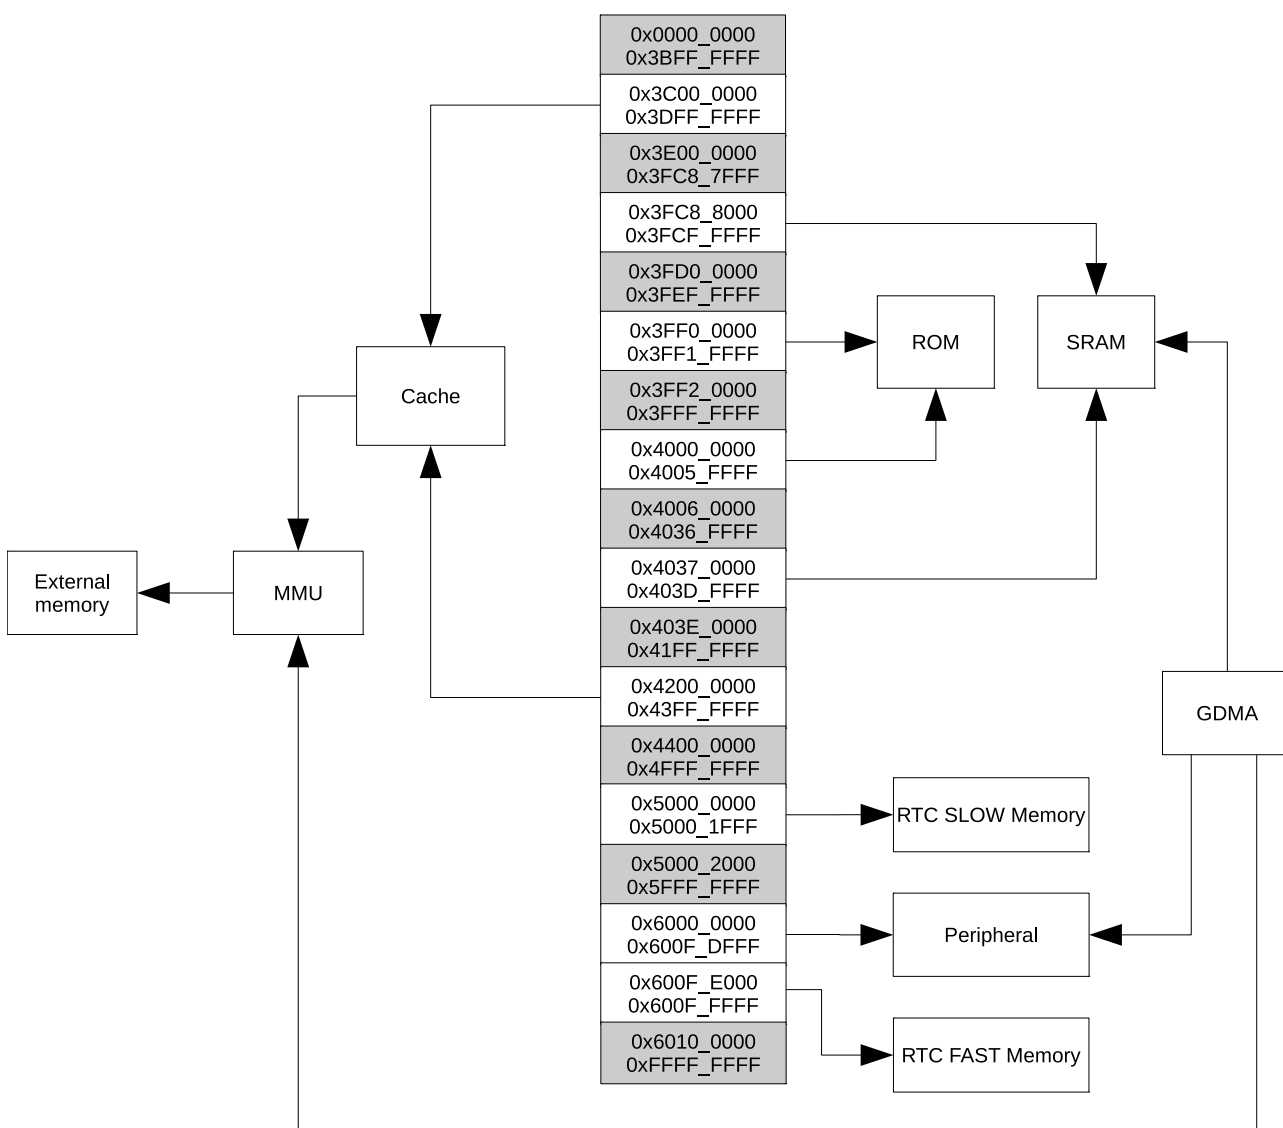 0x0000_0000
0x3BFF_FFFF
0x3C00_0000
0x3DFF_FFFF
0x3E00_0000
0x3FC8_7FFF
0x3FC8_8000
0x3FCF_FFFF
0x3FD0_0000
0x3FEF_FFFF
0x3FF0_0000
0x3FF1_FFFF
ROM
SRAM
Cache
0x3FF2_0000
0x3FFF_FFFF
0x4000_0000
0x4005_FFFF
0x4006_0000
0x4036_FFFF
0x4037_0000
0x403D_FFFF
External
memory
MMU
0x403E_0000
0x41FF_FFFF
0x4200_0000
0x43FF_FFFF
GDMA
0x4400_0000
0x4FFF_FFFF
0x5000_0000
0x5000_1FFF
RTC SLOW Memory
0x5000_2000
0x5FFF_FFFF
0x6000_0000
0x600F_DFFF
Peripheral
0x600F_E000
0x600F_FFFF
0x6010_0000
0xFFFF_FFFF
RTC FAST Memory